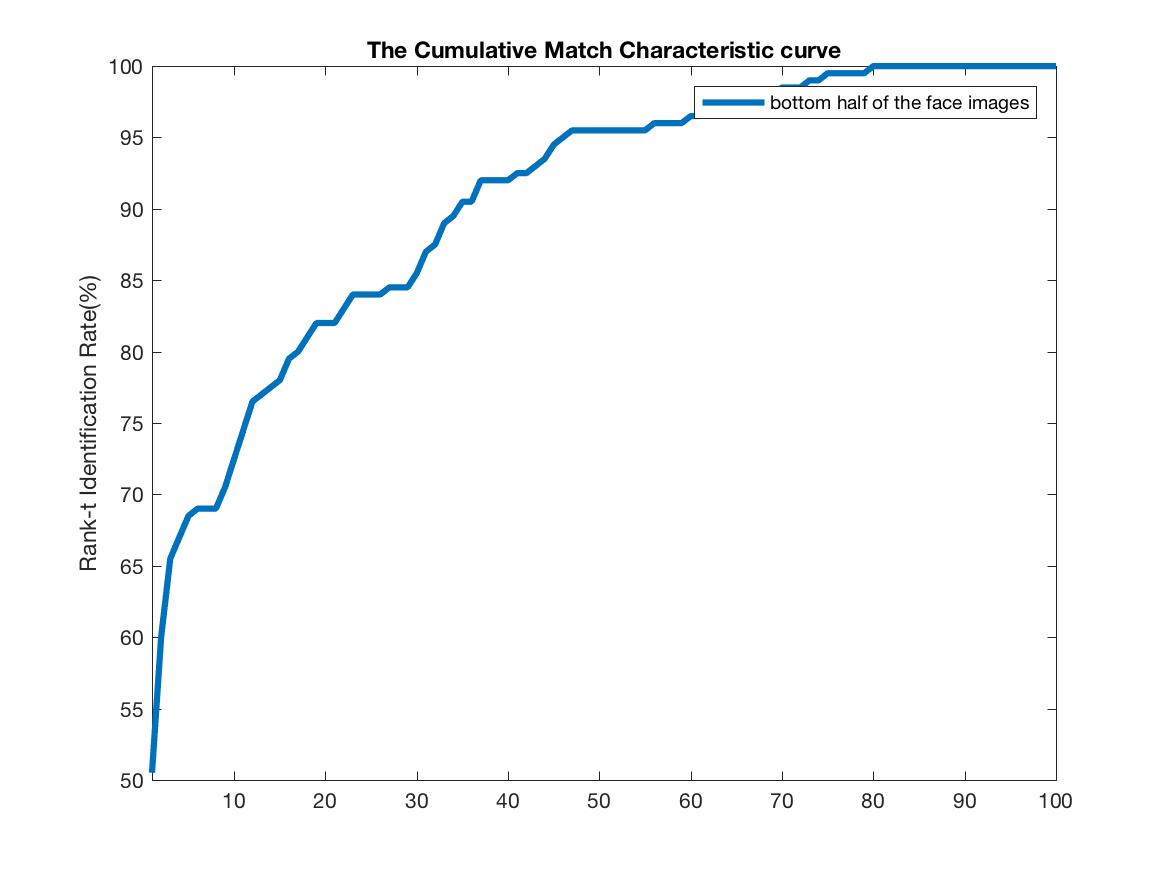 The Cumulative Match Characteristic curve
100
95
90
85
80
75
70
65
60
55
50
Rank-t Identification Rate(%)
bottom half of the face images
10 20 30 40 50 60 70 80 90 100